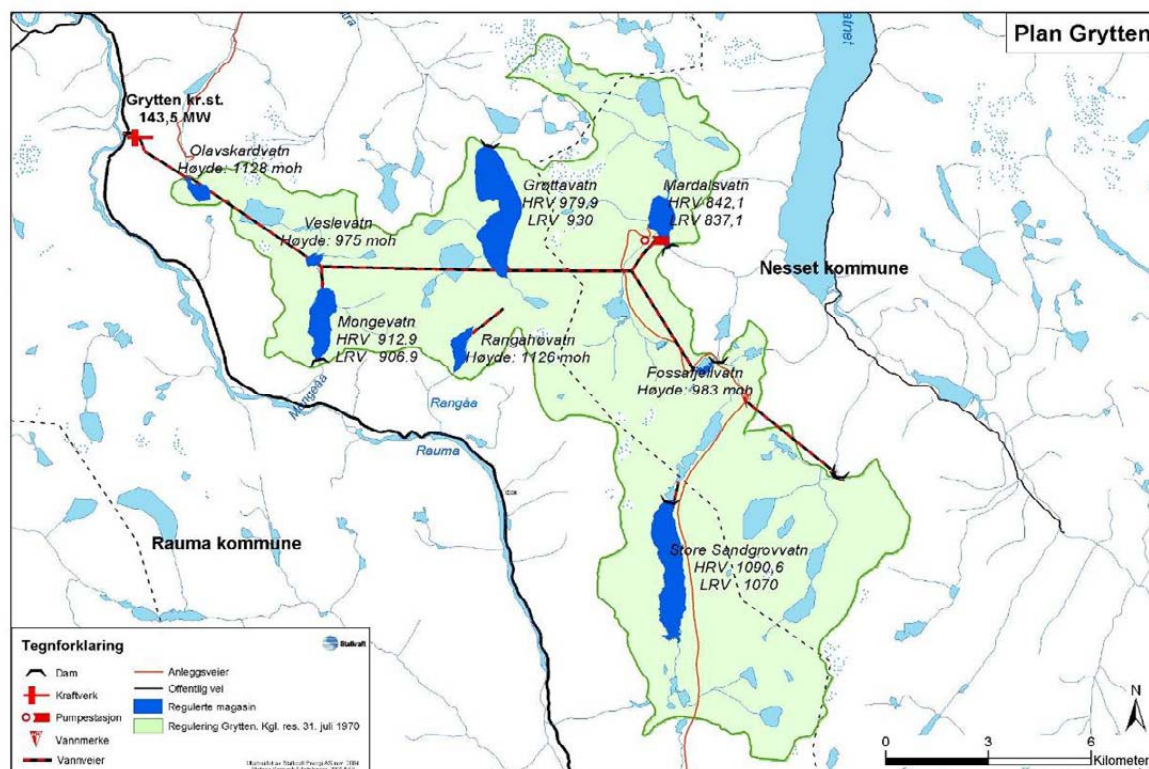 Plan Grytten
Grytten kr.st.
143,5 MW
Olavskardvatn
Høyde: 1128 moh
Grøttavatn
HRV 979,9
LRV 930
Mardalsvatn
HRV 842,1
LRV 837,1
Veslevatn
Høyde: 975 moh
Nesset kommune
Mongevatn
HRV 912.9
LRV 906.9
Rangahøvatn
Høyde: 1126 moh
Fossafjellvatn
Høyde: 983 moh
Mongeåa
Rangåa
Rauma
Rauma kommune
Store Sandgrovvatn
HRV 1090,6
LRV 1070
Tegnforklaring
Statkraft
Dam
Kraftverk
Pumpestasjon
Vannmerke
Vannveier
Anleggsveier
Offentlig vei
Regulerte magasin
Regulering Grytten. Kgl. res. 31. juli 1970
N
0 3 6
Kilometer